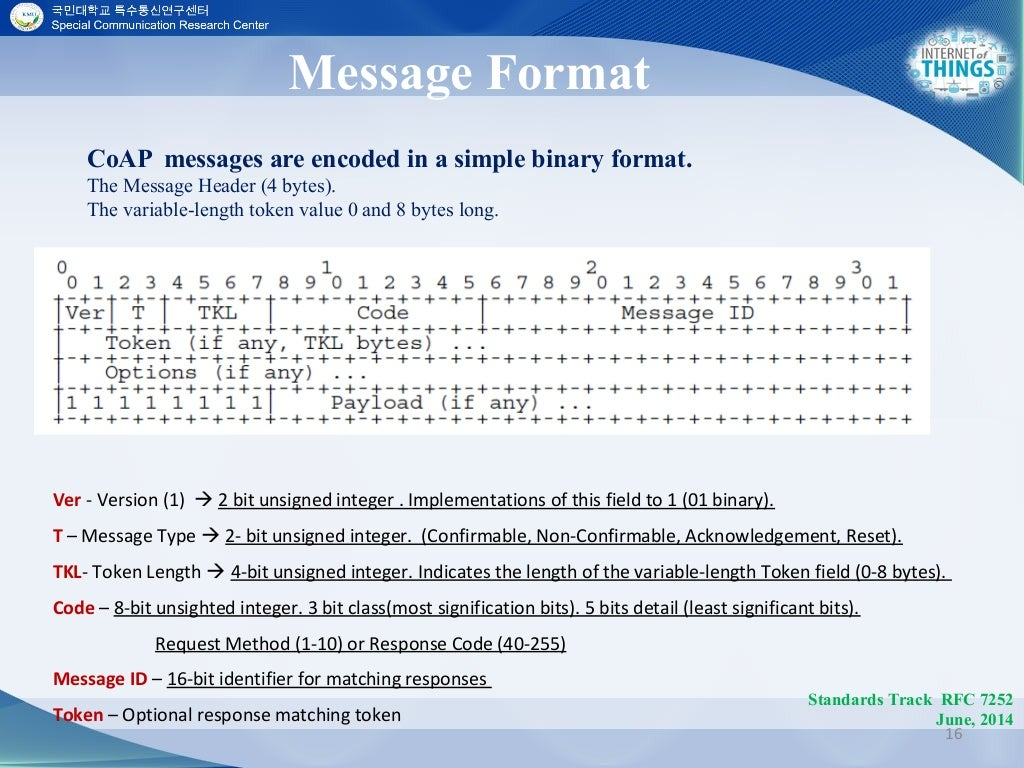 국민대학교 특수통신연구센터
Special Communication Research Center
KMU
INTERNET of
THINGS
Message Format
CoAP messages are encoded in a simple binary format.
The Message Header (4 bytes).
The variable-length token value 0 and 8 bytes long.
0 1 2 3
0 1 2 3 4 5 6 7 8 9 0 1 2 3 4 5 6 7 8 9 0 1 2 3 4 5 6 7 8 9 0 1
+-+-+-+-+-+-+-+-+-+-+-+-+-+-+-+-+-+-+-+-+-+-+-+-+-+-+-+-+-+-+-+-+
|Ver| T | TKL | Code | Message ID |
+-+-+-+-+-+-+-+-+-+-+-+-+-+-+-+-+-+-+-+-+-+-+-+-+-+-+-+-+-+-+-+-+
| Token (if any, TKL bytes) ...
+-+-+-+-+-+-+-+-+-+-+-+-+-+-+-+-+-+-+-+-+-+-+-+-+-+-+-+-+-+-+-+-+
| Options (if any) ...
+-+-+-+-+-+-+-+-+-+-+-+-+-+-+-+-+-+-+-+-+-+-+-+-+-+-+-+-+-+-+-+-+
|1 1 1 1 1 1 1 1| Payload (if any) ...
+-+-+-+-+-+-+-+-+-+-+-+-+-+-+-+-+-+-+-+-+-+-+-+-+-+-+-+-+-+-+-+-+
Ver - Version (1) → 2 bit unsigned integer . Implementations of this field to 1 (01 binary).
T – Message Type → 2- bit unsigned integer. (Confirmable, Non-Confirmable, Acknowledgement, Reset).
TKL- Token Length → 4-bit unsigned integer. Indicates the length of the variable-length Token field (0-8 bytes).
Code – 8-bit unsighted integer. 3 bit class(most signification bits). 5 bits detail (least significant bits).
Request Method (1-10) or Response Code (40-255)
Message ID – 16-bit identifier for matching responses
Token – Optional response matching token
Standards Track RFC 7252
June, 2014
16